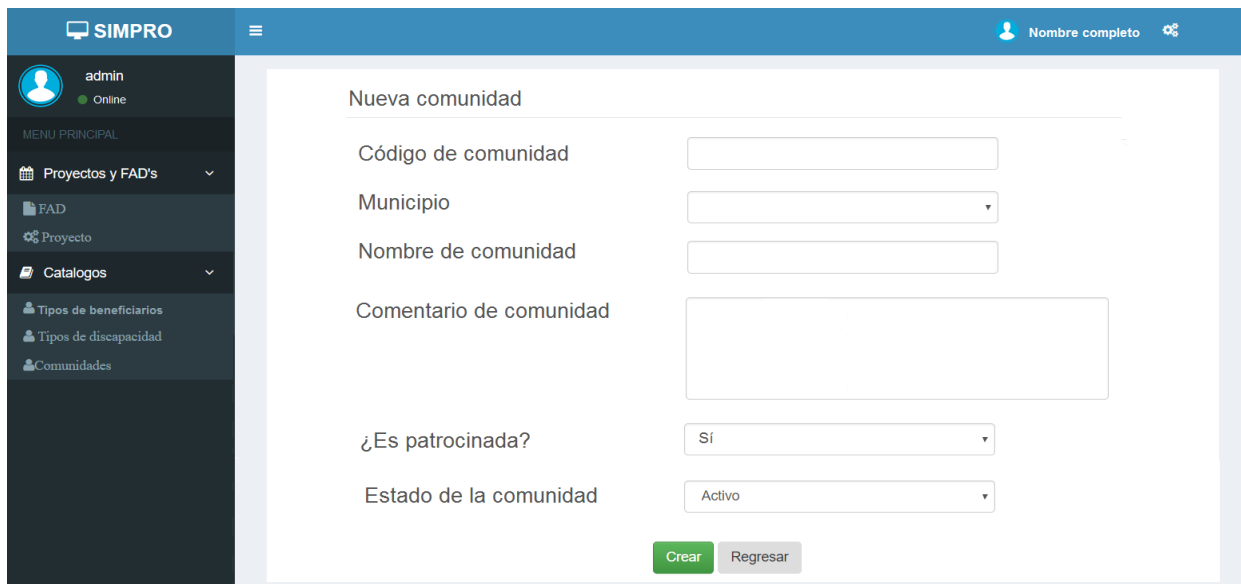 SIMPRO
Nombre completo
admin
Online
MENU PRINCIPAL
Proyectos y FAD's
FAD
Proyecto
Catalogos
Tipos de beneficiarios
Tipos de discapacidad
Comunidades
Nueva comunidad
Código de comunidad
Municipio
Nombre de comunidad
Comentario de comunidad
¿Es patrocinada? Sí
Estado de la comunidad Activo
Crear Regresar